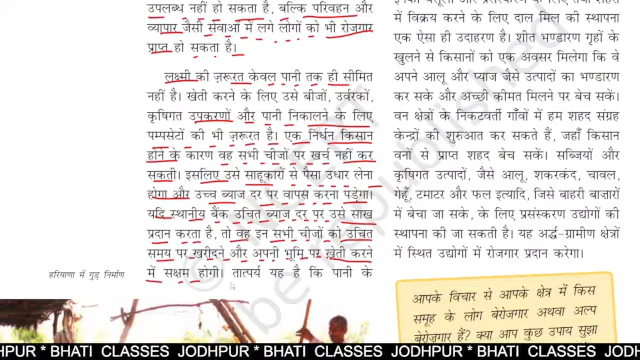 उपलब्ध नहीं हो सकता है, बल्कि परिवहन और
व्यापार जैसी सेवाओं में लगे लोगों को भी रोज़गार
प्राप्त हो सकता है।
लक्ष्मी की ज़रूरत केवल पानी तक ही सीमित
नहीं है। खेती करने के लिए उसे बीजों, उर्वरकों,
कृषिगत उपकरणों और पानी निकालने के लिए
पम्पसेटों की भी ज़रूरत है। एक निर्धन किसान
होने के कारण वह सभी चीजों पर खर्च नहीं कर
सकती। इसलिए उसे साहूकारों से पैसा उधार लेना
होगा और उच्च ब्याज दर पर वापस करना पड़ेगा।
यदि स्थानीय बैंक उचित ब्याज दर पर उसे साख
प्रदान करता है, तो वह इन सभी चीजों को उचित
समय पर खरीदने और अपनी भूमि पर खेती करने
में सक्षम होगी। तात्पर्य यह है कि पानी के
हरियाणा में गुड़ निर्माण
में विक्रय करने के लिए दाल मिल की स्थापना
एक ऐसा ही उदाहरण है। शीत भण्डारण गृहों के
खुलने से किसानों को एक अवसर मिलेगा कि वे
अपने आलू और प्याज जैसे उत्पादों का भण्डारण
कर सकें और अच्छी कीमत मिलने पर बेच सकें।
वन क्षेत्रों के निकटवर्ती गाँवों में हम शहद संग्रह
केन्द्रों की शुरुआत कर सकते हैं, जहाँ किसान
वनों से प्राप्त शहद बेच सकें। सब्जियों और
कृषिगत उत्पादों, जैसे आलू, शकरकंद, चावल,
गेहूँ, टमाटर और फल इत्यादि, जिसे बाहरी बाज़ारों
में बेचा जा सके, के लिए प्रसंस्करण उद्योगों की
स्थापना की जा सकती है। यह अर्द्ध-ग्रामीण क्षेत्रों
में स्थित उद्योगों में रोजगार प्रदान करेगा।
आपके विचार से आपके क्षेत्र में किस
समूह के लोग बेरोज़गार अथवा अल्प
बेरोज़गार हैं? क्या आप कुछ उपाय सुझा
DHPUR * BHATI CLASSES JODHPUR * BHATI CLASSES JODHPUR * BHATI CLASSES JODHPUR